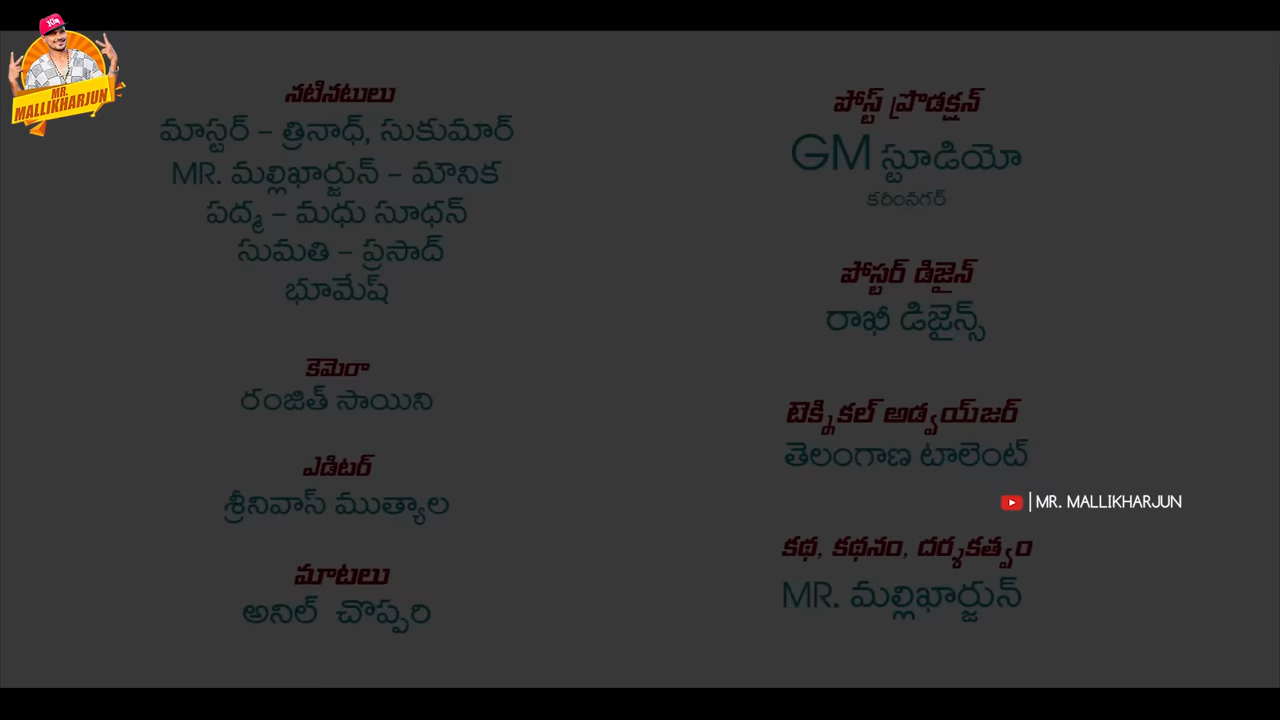 MR.
MALLIKHARJUN
నటీనటులు
మాస్టర్ – త్రినాధ్, సుకుమార్
MR. మల్లిఖార్జున్ – మౌనిక
పద్మ – మధు సూధన్
సుమతి – ప్రసాద్
భూమేష్
కెమెరా
రంజిత్ సాయిని
ఎడిటర్
శ్రీనివాస్ ముత్యాల
మాటలు
అనిల్ చొప్పరి
పోస్ట్ ప్రొడక్షన్
GM స్టూడియో
కరీంనగర్
పోస్టర్ డిజైన్
రాఖీ డిజైన్స్
టెక్నికల్ అడ్వయ్‌జర్
తెలంగాణ టాలెంట్
| MR. MALLIKHARJUN
కథ, కథనం, దర్శకత్వం
MR. మల్లిఖార్జున్